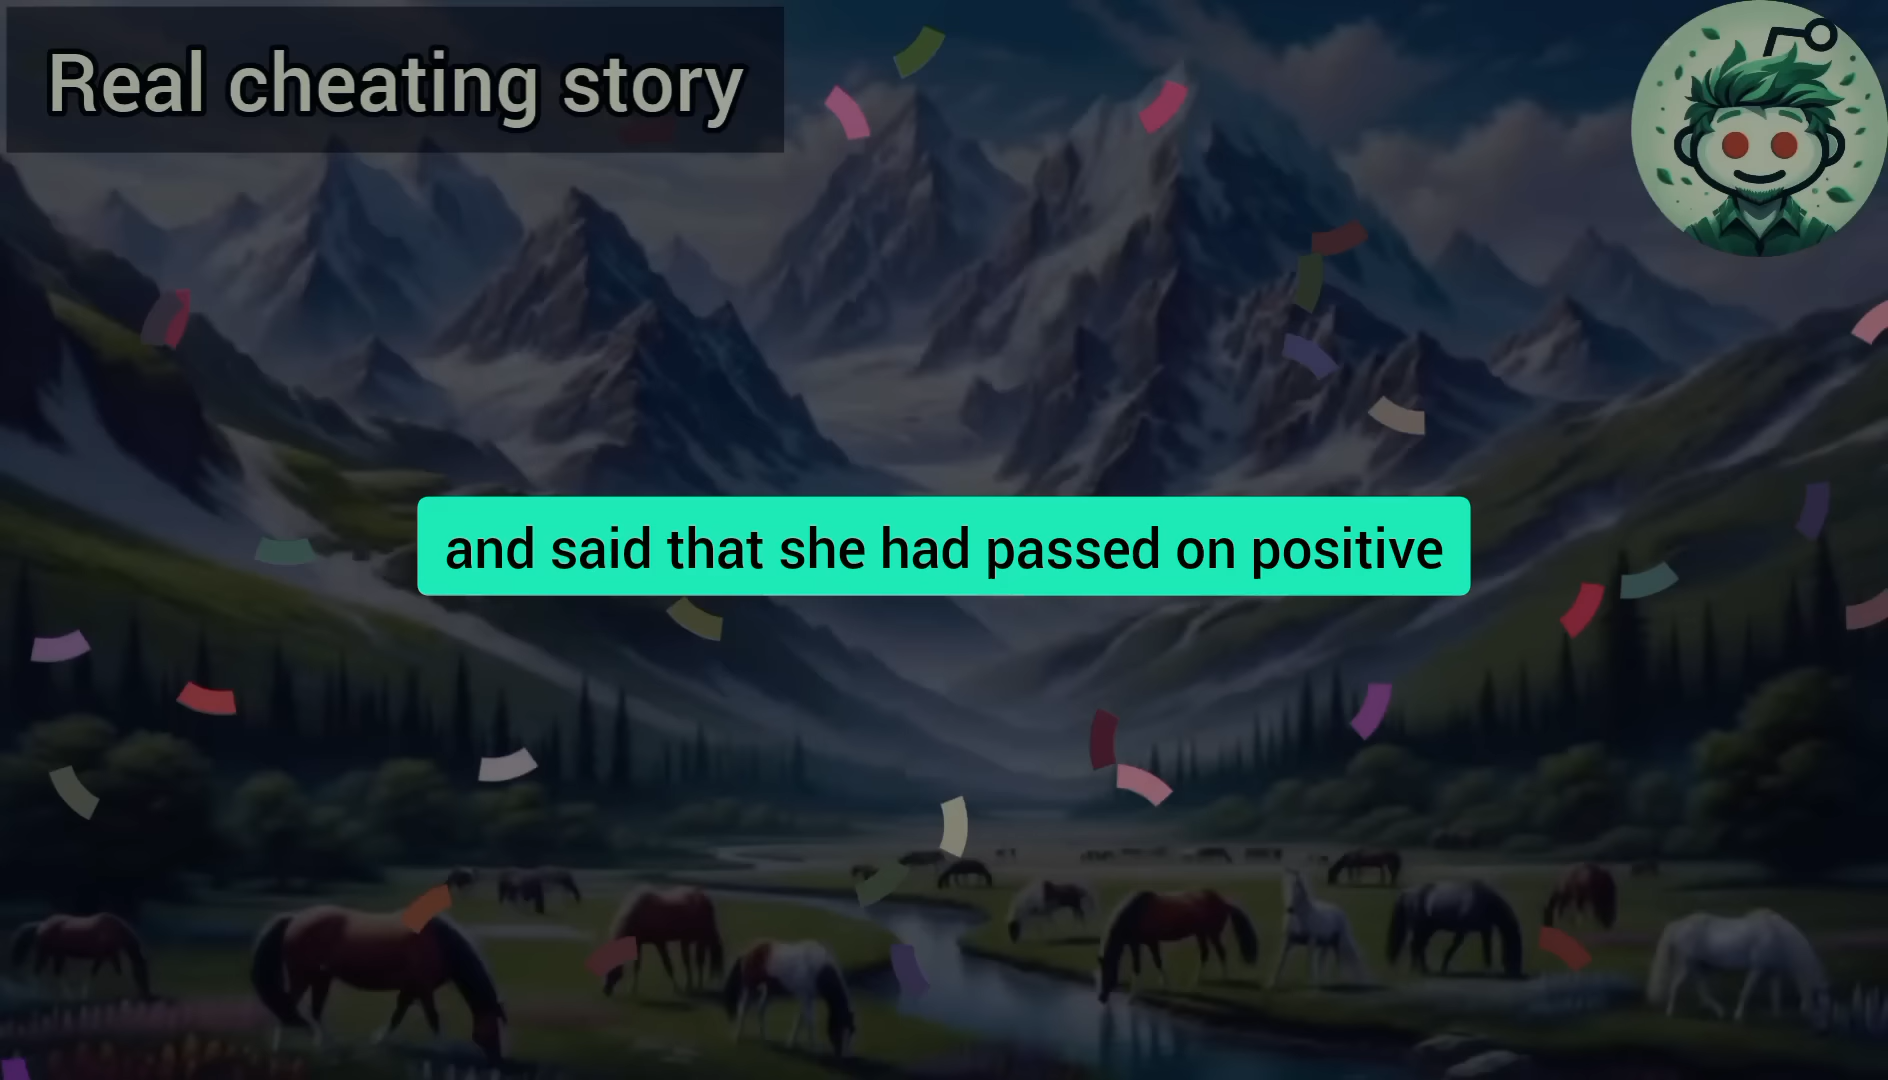 Real cheating story
and said that she had passed on positive